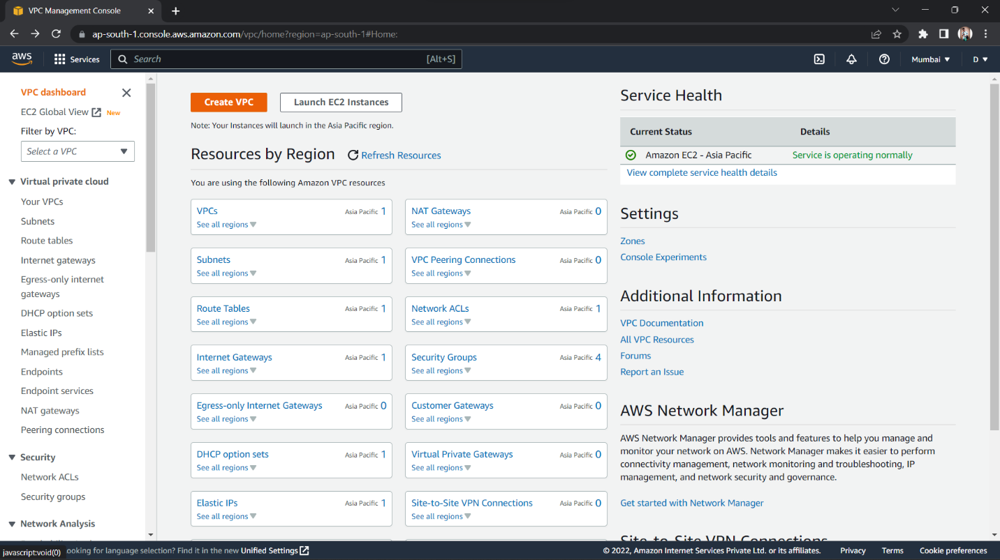 VPC Management Console
ap-south-1.console.aws.amazon.com/vpc/home?region=ap-south-1#Home:
aws
Services
Search
[Alt+S]
Mumbai
D
VPC dashboard
EC2 Global View
New
Filter by VPC:
Select a VPC
Virtual private cloud
Your VPCs
Subnets
Route tables
Internet gateways
Egress-only internet
gateways
DHCP option sets
Elastic IPs
Managed prefix lists
Endpoints
Endpoint services
NAT gateways
Peering connections
Security
Network ACLs
Security groups
Network Analysis
Create VPC
Launch EC2 Instances
Note: Your Instances will launch in the Asia Pacific region.
Resources by Region
Refresh Resources
You are using the following Amazon VPC resources
VPCs Asia Pacific 1
See all regions
NAT Gateways Asia Pacific 0
See all regions
Subnets Asia Pacific 1
See all regions
VPC Peering Connections Asia Pacific 0
See all regions
Route Tables Asia Pacific 1
See all regions
Network ACLs Asia Pacific 1
See all regions
Internet Gateways Asia Pacific 1
See all regions
Security Groups Asia Pacific 4
See all regions
Egress-only Internet Gateways Asia Pacific 0
See all regions
Customer Gateways Asia Pacific 0
See all regions
DHCP option sets Asia Pacific 1
See all regions
Virtual Private Gateways Asia Pacific 0
See all regions
Elastic IPs Asia Pacific 1
See all regions
Site-to-Site VPN Connections Asia Pacific 0
See all regions
Service Health
Current Status Details
Amazon EC2 - Asia Pacific Service is operating normally
View complete service health details
Settings
Zones
Console Experiments
Additional Information
VPC Documentation
All VPC Resources
Forums
Report an Issue
AWS Network Manager
AWS Network Manager provides tools and features to help you manage and
monitor your network on AWS. Network Manager makes it easier to perform
connectivity management, network monitoring and troubleshooting, IP
management, and network security and governance.
Get started with Network Manager
Site-to-Site VPN Connections
javascript:void(0)
ooking for language selection? Find it in the new Unified Settings
© 2022, Amazon Internet Services Private Ltd. or its affiliates.
Privacy
Terms
Cookie preferences